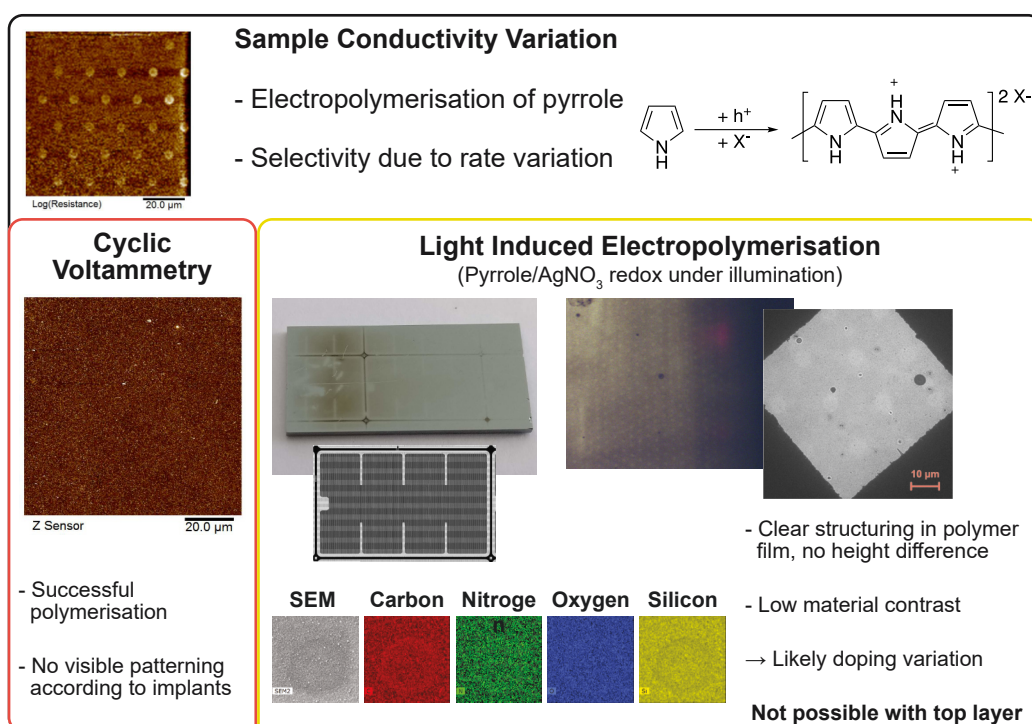 Sample Conductivity Variation
- Electropolymerisation of pyrrole
- Selectivity due to rate variation
Log(Resistance)
20.0 µm
N
H
+ h⁺
+ X⁻
N
H
+
NH
N
H
+
2 X-
Cyclic
Voltammetry
Z Sensor
20.0 µm
- Successful
polymerisation
- No visible patterning
according to implants
Light Induced Electropolymerisation
(Pyrrole/AgNO₃ redox under illumination)
10 µm
- Clear structuring in polymer
film, no height difference
- Low material contrast
→ Likely doping variation
Not possible with top layer
SEM
Carbon
Nitroge
n
Oxygen
Silicon
SEM2
Si